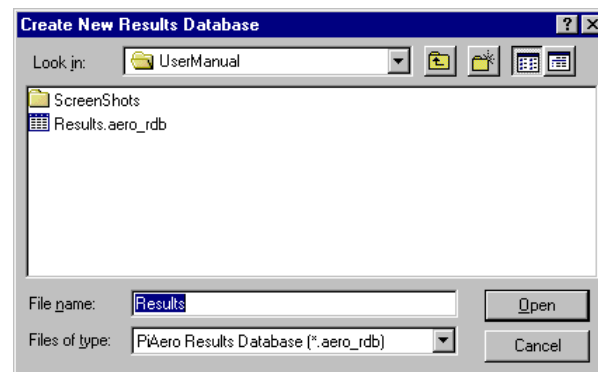 Create New Results Database
Look in: UserManual
ScreenShots
Results.aero_rdb
File name: Results Open
Files of type: PiAero Results Database (*.aero_rdb) Cancel